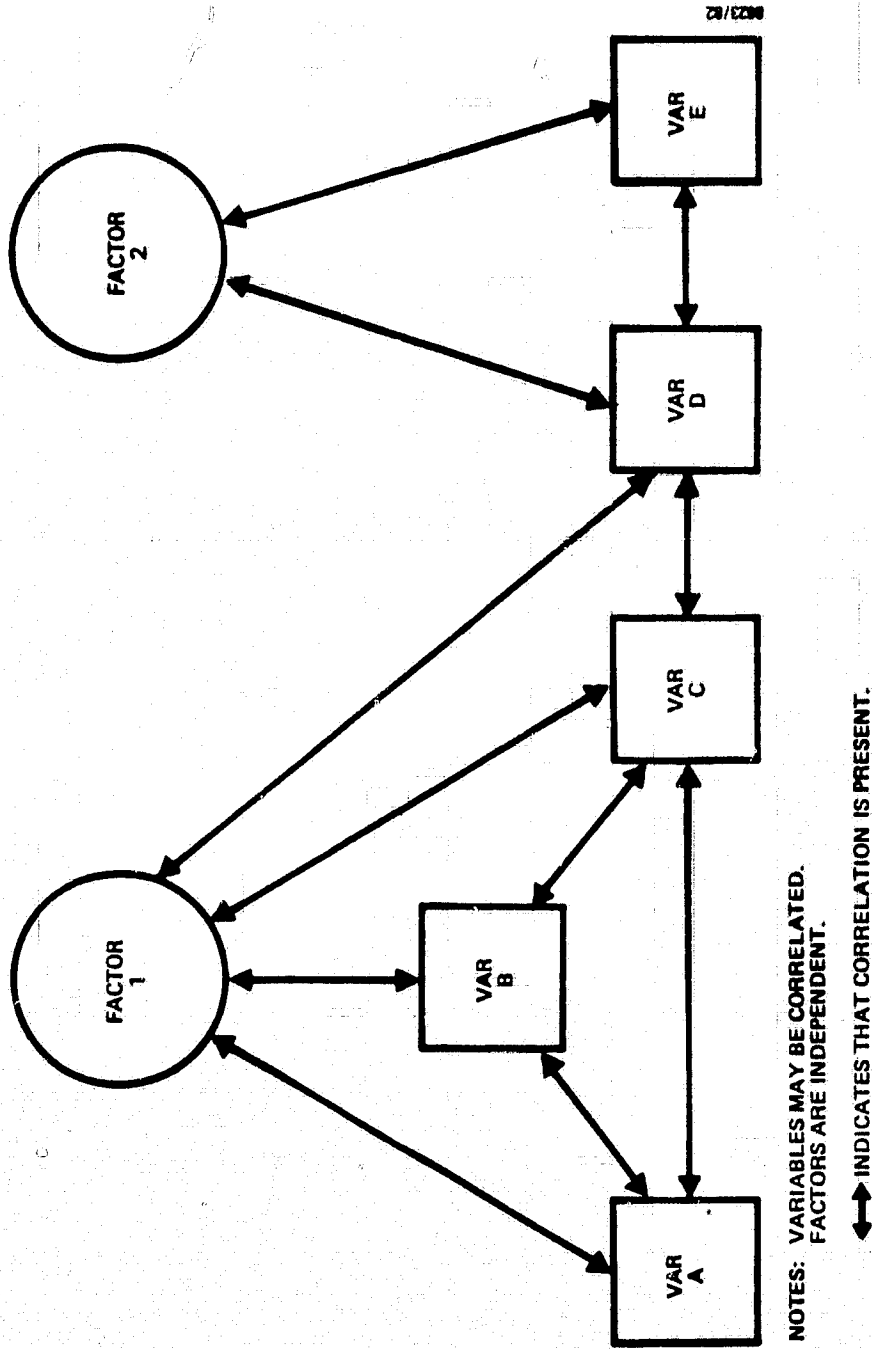 FACTOR
1
FACTOR
2
VAR
B
VAR
A
VAR
C
VAR
D
VAR
E
NOTES: VARIABLES MAY BE CORRELATED.
FACTORS ARE INDEPENDENT.
INDICATES THAT CORRELATION IS PRESENT.